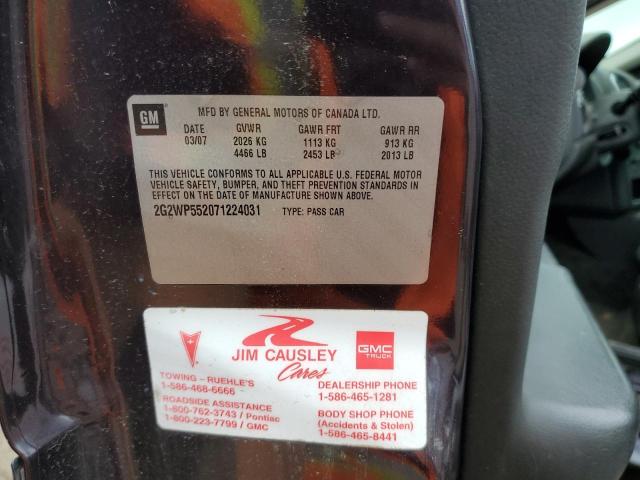 GM
MFD BY GENERAL MOTORS OF CANADA LTD.
DATE GVWR GAWR FRT GAWR RR
03/07 2026 KG 1113 KG 913 KG
4466 LB 2453 LB 2013 LB
THIS VEHICLE CONFORMS TO ALL APPLICABLE U.S. FEDERAL MOTOR
VEHICLE SAFETY, BUMPER, AND THEFT PREVENTION STANDARDS IN
EFFECT ON THE DATE OF MANUFACTURE SHOWN ABOVE.
2G2WP552071224031 TYPE: PASS CAR
JIM CAUSLEY
Cares
GMC
TRUCK
TOWING - RUEHLE'S
1-586-468-6666
ROADSIDE ASSISTANCE
1-800-762-3743 / Pontiac
1-800-223-7799 / GMC
DEALERSHIP PHONE
1-586-465-1281
BODY SHOP PHONE
(Accidents & Stolen)
1-586-465-8441